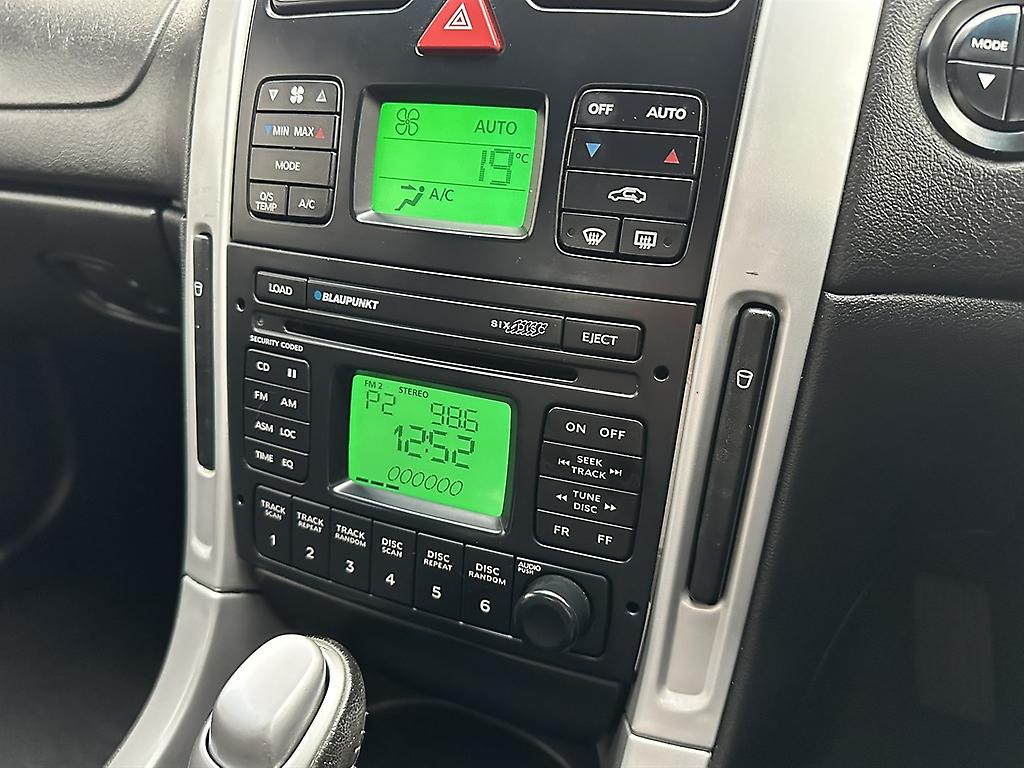 MIN MAX
MODE
O/S
TEMP
A/C
AUTO
19°C
A/C
OFF AUTO
MODE
LOAD
BLAUPUNKT
SIX DISC
EJECT
SECURITY CODED
CD
FM AM
ASM LOC
TIME EQ
FM 2 STEREO
P2 98.6
12:52
000000
ON OFF
SEEK
TRACK
TUNE
DISC
FR FF
TRACK
SCAN
1
TRACK
REPEAT
2
TRACK
RANDOM
3
DISC
SCAN
4
DISC
REPEAT
5
DISC
RANDOM
6
AUDIO
PUSH